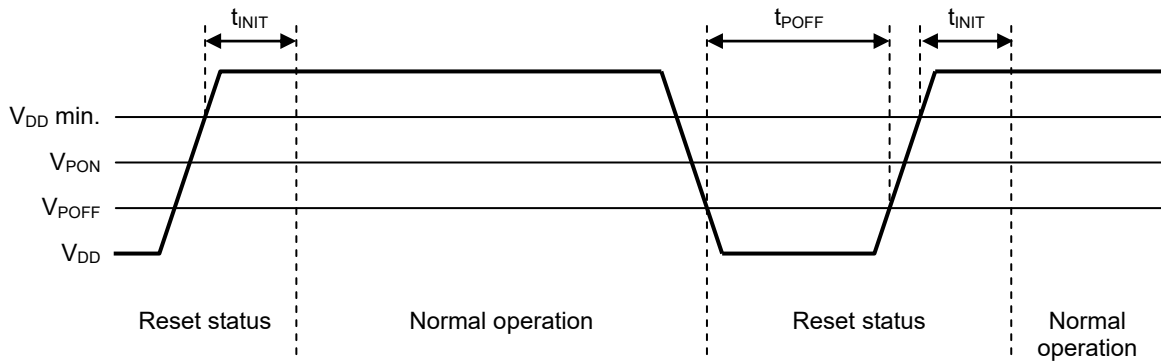 tINIT
tPOFF
tINIT
VDD min.
VPON
VPOFF
VDD
Reset status
Normal operation
Reset status
Normal
operation